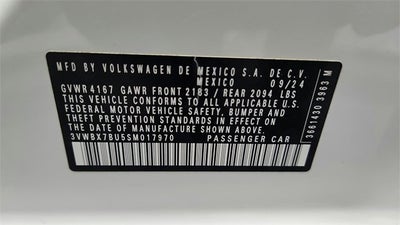 MFD BY VOLKSWAGEN DE MEXICO S.A. DE C.V.
MEXICO 09/24
GVWR 4167 GAWR FRONT 2183 / REAR 2094 LBS
THIS VEHICLE CONFORMS TO ALL APPLICABLE U.S.
FEDERAL MOTOR VEHICLE SAFETY, BUMPER AND
THEFT PREVENTION STANDARDS IN EFFECT ON THE
DATE OF MANUFACTURE SHOWN ABOVE.
3VWBX7BU5SM017970 PASSENGER CAR
3661430 3963 M